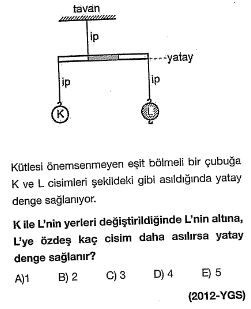 tavan
ip
yatay
ip
ip
K
L
Kütlesi önemsenmeyen eşit bölmeli bir çubuğa
K ve L cisimleri şekildeki gibi asıldığında yatay
denge sağlanıyor.
K ile L'nin yerleri değiştirildiğinde L'nin altına,
L'ye özdeş kaç cisim daha asılırsa yatay
denge sağlanır?
A)1 B) 2 C) 3 D) 4 E) 5
(2012-YGS)